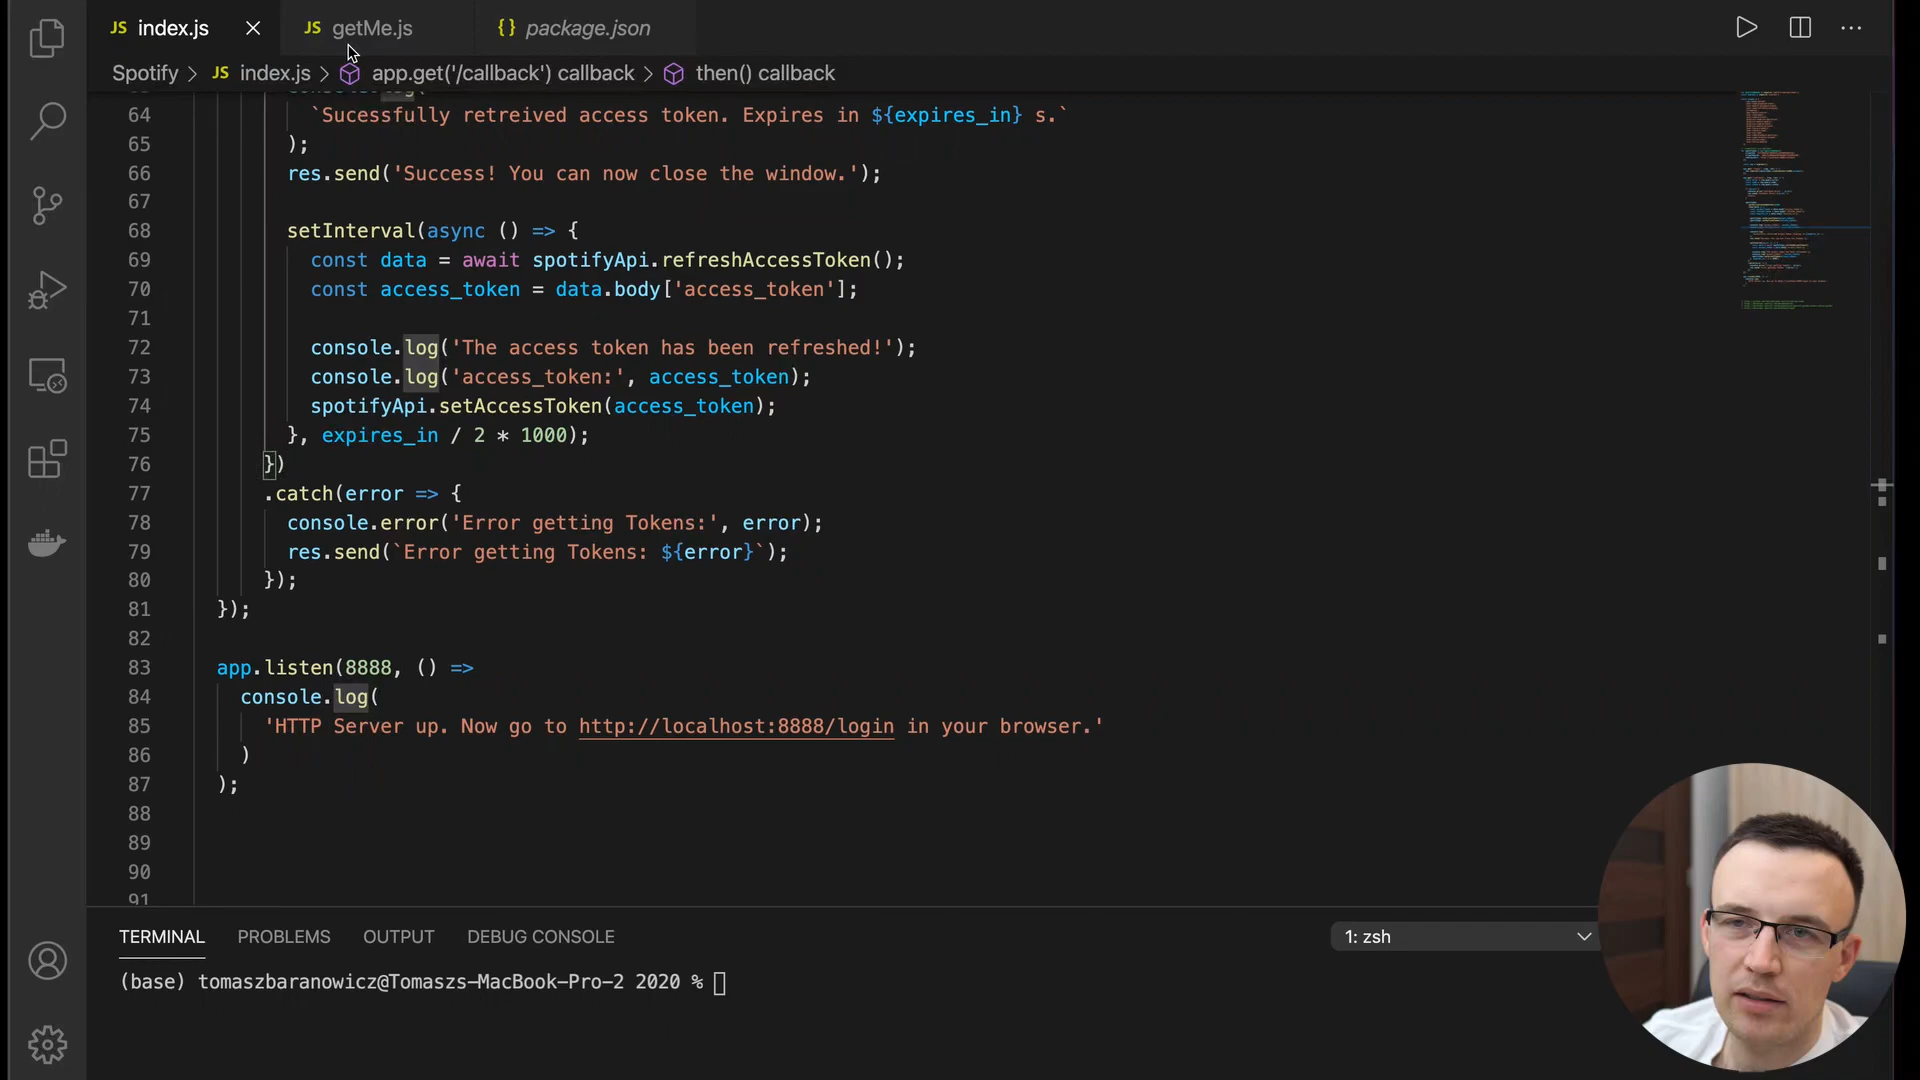 JS index.js
JS getMe.js
{} package.json
Spotify > JS index.js > app.get('/callback') callback > then() callback
64 `Sucessfully retreived access token. Expires in ${expires_in} s.`
65 );
66 res.send('Success! You can now close the window.');
67
68 setInterval(async () => {
69 const data = await spotifyApi.refreshAccessToken();
70 const access_token = data.body['access_token'];
71
72 console.log('The access token has been refreshed!');
73 console.log('access_token:', access_token);
74 spotifyApi.setAccessToken(access_token);
75 }, expires_in / 2 * 1000);
76 })
77 .catch(error => {
78 console.error('Error getting Tokens:', error);
79 res.send(`Error getting Tokens: ${error}`);
80 });
81 });
82
83 app.listen(8888, () =>
84 console.log(
85 'HTTP Server up. Now go to http://localhost:8888/login in your browser.'
86 )
87 );
88
89
90
91
TERMINAL PROBLEMS OUTPUT DEBUG CONSOLE
1: zsh
(base) tomaszbaranowicz@Tomaszs-MacBook-Pro-2 2020 %